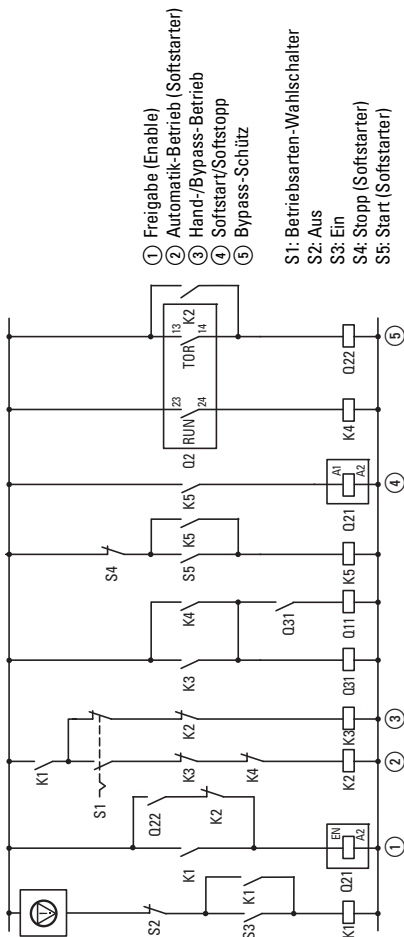 ① Freigabe (Enable)
② Automatik-Betrieb (Softstarter)
③ Hand-/Bypass-Betrieb
④ Softstart/Softstopp
⑤ Bypass-Schütz
S1: Betriebsarten-Wahlschalter
S2: Aus
S3: Ein
S4: Stopp (Softstarter)
S5: Start (Softstarter)
S2
S3
K1
K1
K1
Q22
K2
EN
A2
Q21
①
K1
S1
K3
K4
K2
②
K2
K3
③
K3
K4
Q31
Q31
Q11
S4
S5
K5
K5
K5
A1
A2
Q21
④
Q2
RUN
23
24
K4
TOR
13
14
K2
Q22
⑤